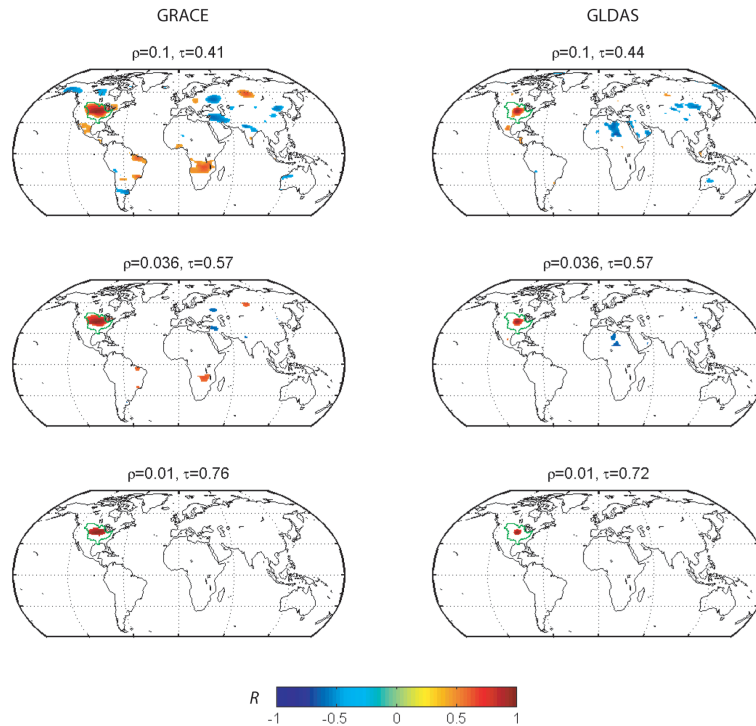 GRACE
GLDAS
ρ=0.1, τ=0.41
ρ=0.1, τ=0.44
ρ=0.036, τ=0.57
ρ=0.036, τ=0.57
ρ=0.01, τ=0.76
ρ=0.01, τ=0.72
R
-1 -0.5 0 0.5 1